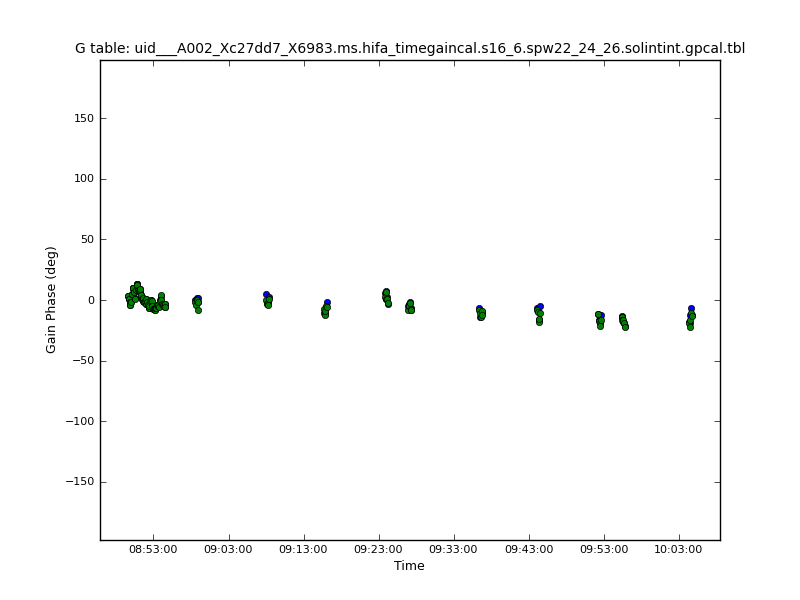 G table: uid___A002_Xc27dd7_X6983.ms.hifa_timegaincal.s16_6.spw22_24_26.solintint.gpcal.tbl
150
100
50
0
−50
−100
−150
Gain Phase (deg)
08:53:00 09:03:00 09:13:00 09:23:00 09:33:00 09:43:00 09:53:00 10:03:00
Time